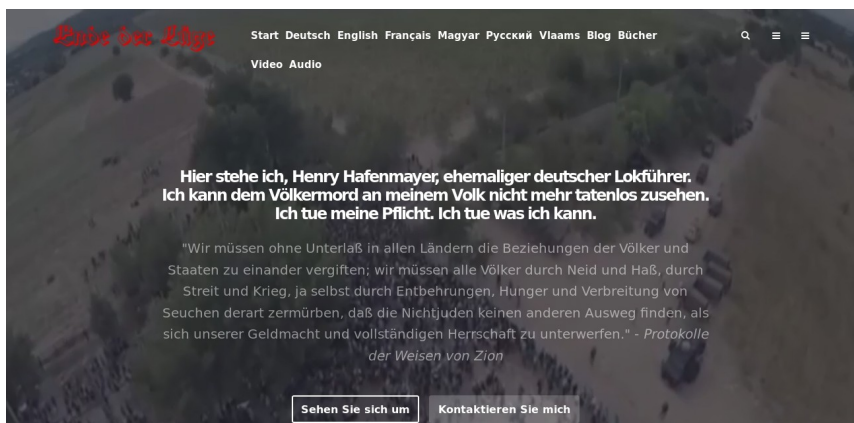 Ende der Lüge
Start Deutsch English Français Magyar Русский Vlaams Blog Bücher
Video Audio
Hier stehe ich, Henry Hafenmayer, ehemaliger deutscher Lokführer.
Ich kann dem Völkermord an meinem Volk nicht mehr tatenlos zusehen.
Ich tue meine Pflicht. Ich tue was ich kann.
"Wir müssen ohne Unterlaß in allen Ländern die Beziehungen der Völker und
Staaten zu einander vergiften; wir müssen alle Völker durch Neid und Haß, durch
Streit und Krieg, ja selbst durch Entbehrungen, Hunger und Verbreitung von
Seuchen derart zermürben, daß die Nichtjuden keinen anderen Ausweg finden, als
sich unserer Geldmacht und vollständigen Herrschaft zu unterwerfen." - Protokolle
der Weisen von Zion
Sehen Sie sich um Kontaktieren Sie mich